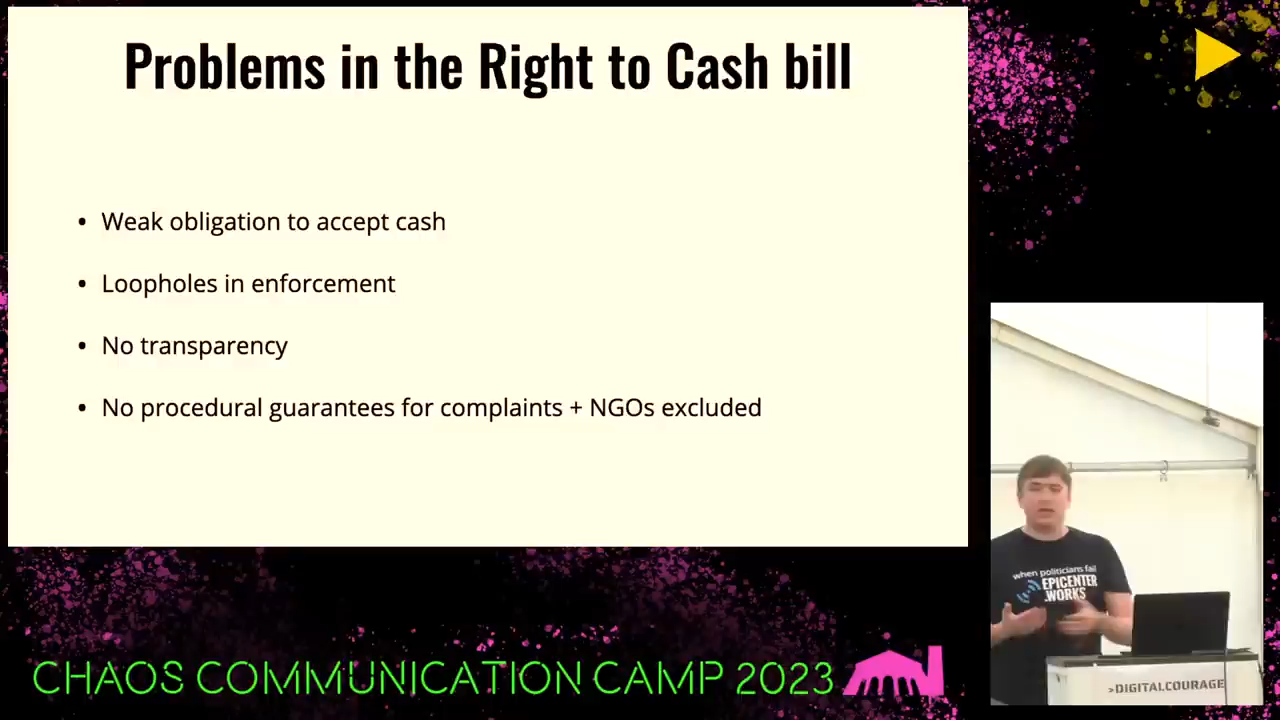 Problems in the Right to Cash bill
• Weak obligation to accept cash
• Loopholes in enforcement
• No transparency
• No procedural guarantees for complaints + NGOs excluded
when politicians fail
EPICENTER
.WORKS
>DIGITALCOURAGE
CHAOS COMMUNICATION CAMP 2023